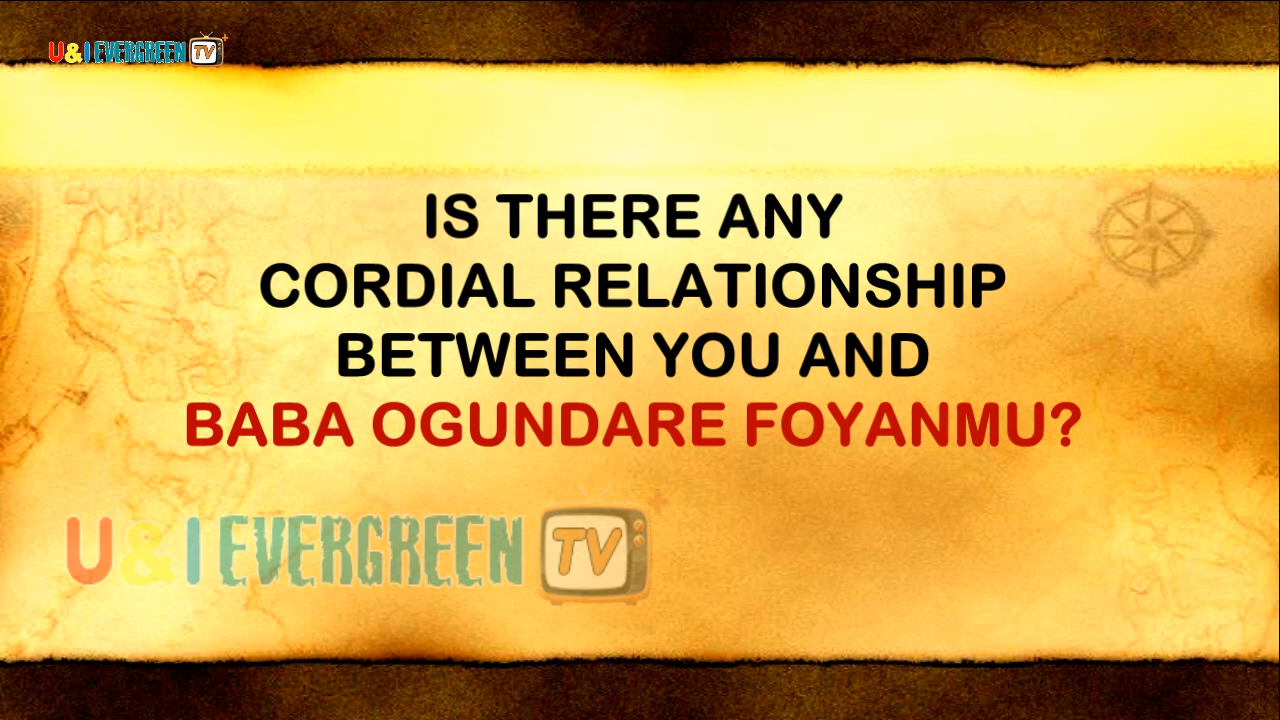 U&I EVERGREEN TV
IS THERE ANY
CORDIAL RELATIONSHIP
BETWEEN YOU AND
BABA OGUNDARE FOYANMU?
U&I EVERGREEN TV